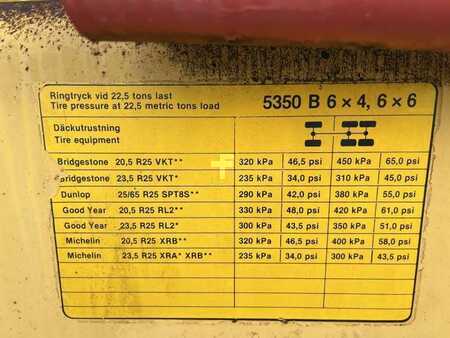 Ringtryck vid 22,5 tons last
Tire pressure at 22,5 metric tons load
5350 B 6×4, 6×6
Däckutrustning
Tire equipment
Bridgestone 20,5 R25 VKT** 320 kPa 46,5 psi 450 kPa 65,0 psi
Bridgestone 23,5 R25 VKT* 235 kPa 34,0 psi 310 kPa 45,0 psi
Dunlop 25/65 R25 SPT8S** 290 kPa 42,0 psi 380 kPa 55,0 psi
Good Year 20,5 R25 RL2** 330 kPa 48,0 psi 420 kPa 61,0 psi
Good Year 23,5 R25 RL2* 300 kPa 43,5 psi 350 kPa 51,0 psi
Michelin 20,5 R25 XRB** 320 kPa 46,5 psi 400 kPa 58,0 psi
Michelin 23,5 R25 XRA* XRB** 235 kPa 34,0 psi 300 kPa 43,5 psi